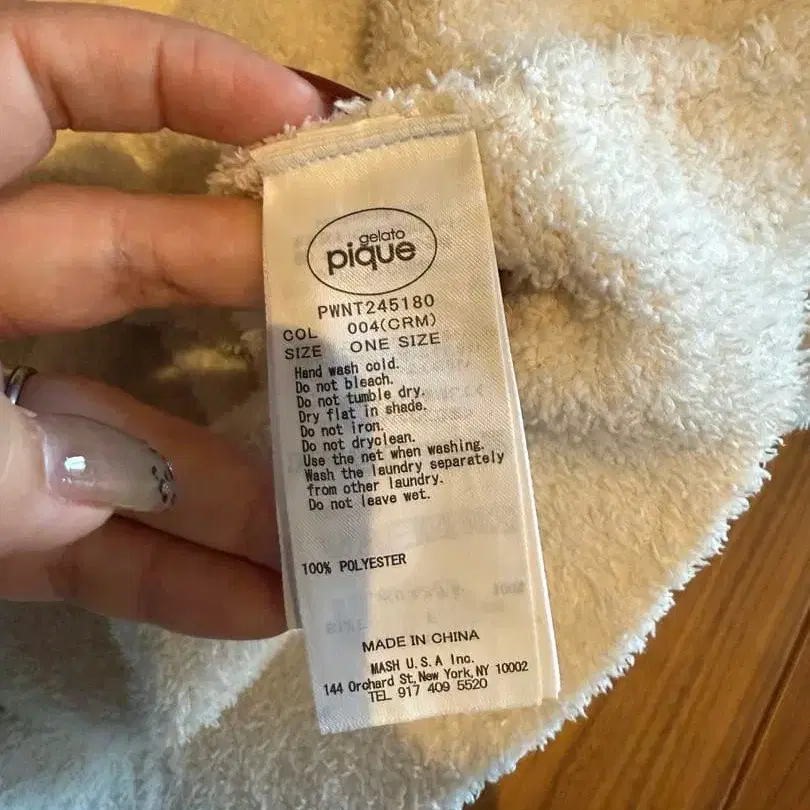 gelato
pique
PWNT245180
COL 004(CRM)
SIZE ONE SIZE
Hand wash cold.
Do not bleach.
Do not tumble dry.
Dry flat in shade.
Do not iron.
Do not dryclean.
Use the net when washing.
Wash the laundry separately
from other laundry.
Do not leave wet.
100% POLYESTER
MADE IN CHINA
MASH U.S.A Inc.
144 Orchard St, New York, NY 10002
TEL 917 409 5520